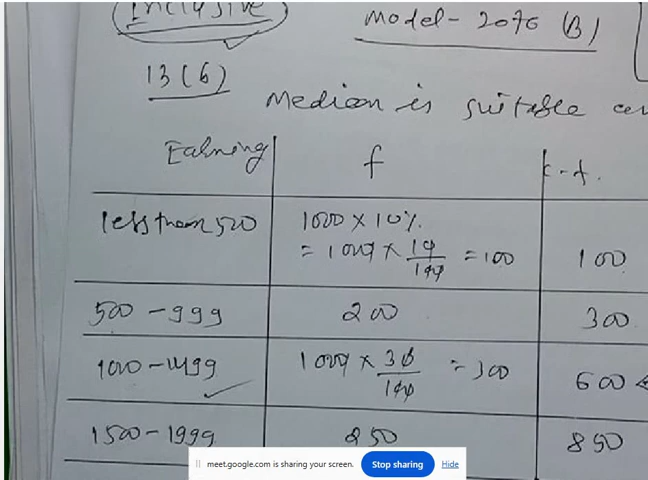 (Inclusive)
Model - 2076 (B)
13(6)
Median is suitable
Earning f c.f.
less than 500 1000 × 10% 100
= 1000 × 10/100 = 100
500 - 999 200 300
1000 - 1499 1000 × 30/100 = 300 600
1500 - 1999 250 850
meet.google.com is sharing your screen. Stop sharing Hide